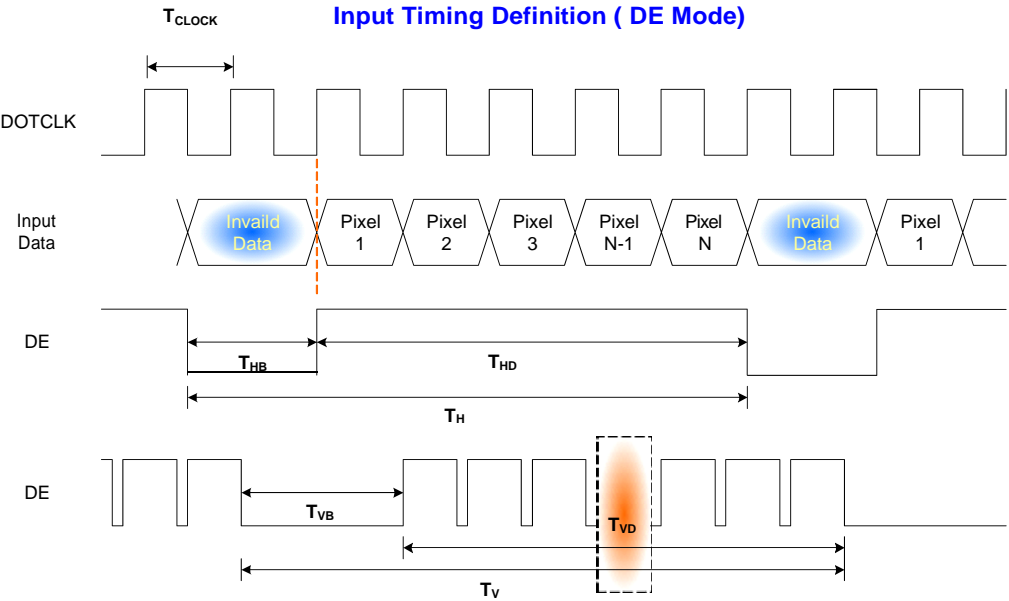 Input Timing Definition ( DE Mode)
TCLOCK
DOTCLK
Input
Data
Invaild
Data
Pixel
1
Pixel
2
Pixel
3
Pixel
N-1
Pixel
N
Invaild
Data
Pixel
1
DE
THB
THD
TH
DE
TVB
TVD
TV